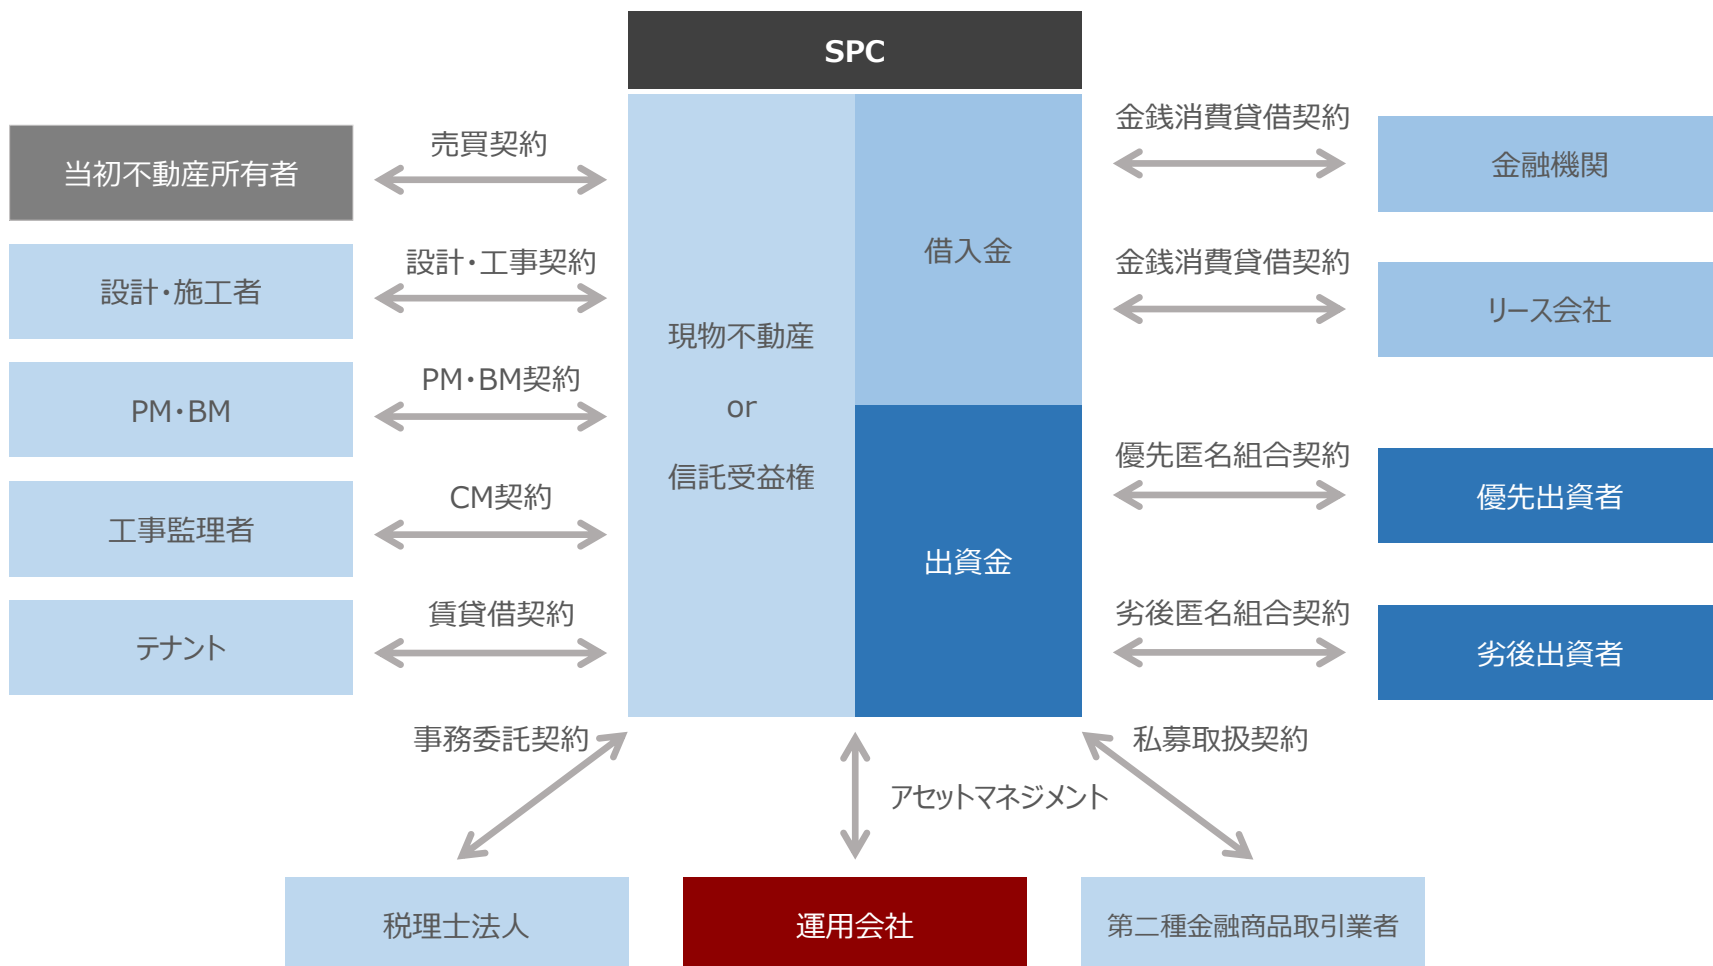 SPC
当初不動産所有者
売買契約
設計・施工者
設計・工事契約
PM・BM
PM・BM契約
工事監理者
CM契約
テナント
賃貸借契約
現物不動産
or
信託受益権
借入金
出資金
金銭消費貸借契約
金融機関
金銭消費貸借契約
リース会社
優先匿名組合契約
優先出資者
劣後匿名組合契約
劣後出資者
事務委託契約
アセットマネジメント
私募取扱契約
税理士法人
運用会社
第二種金融商品取引業者